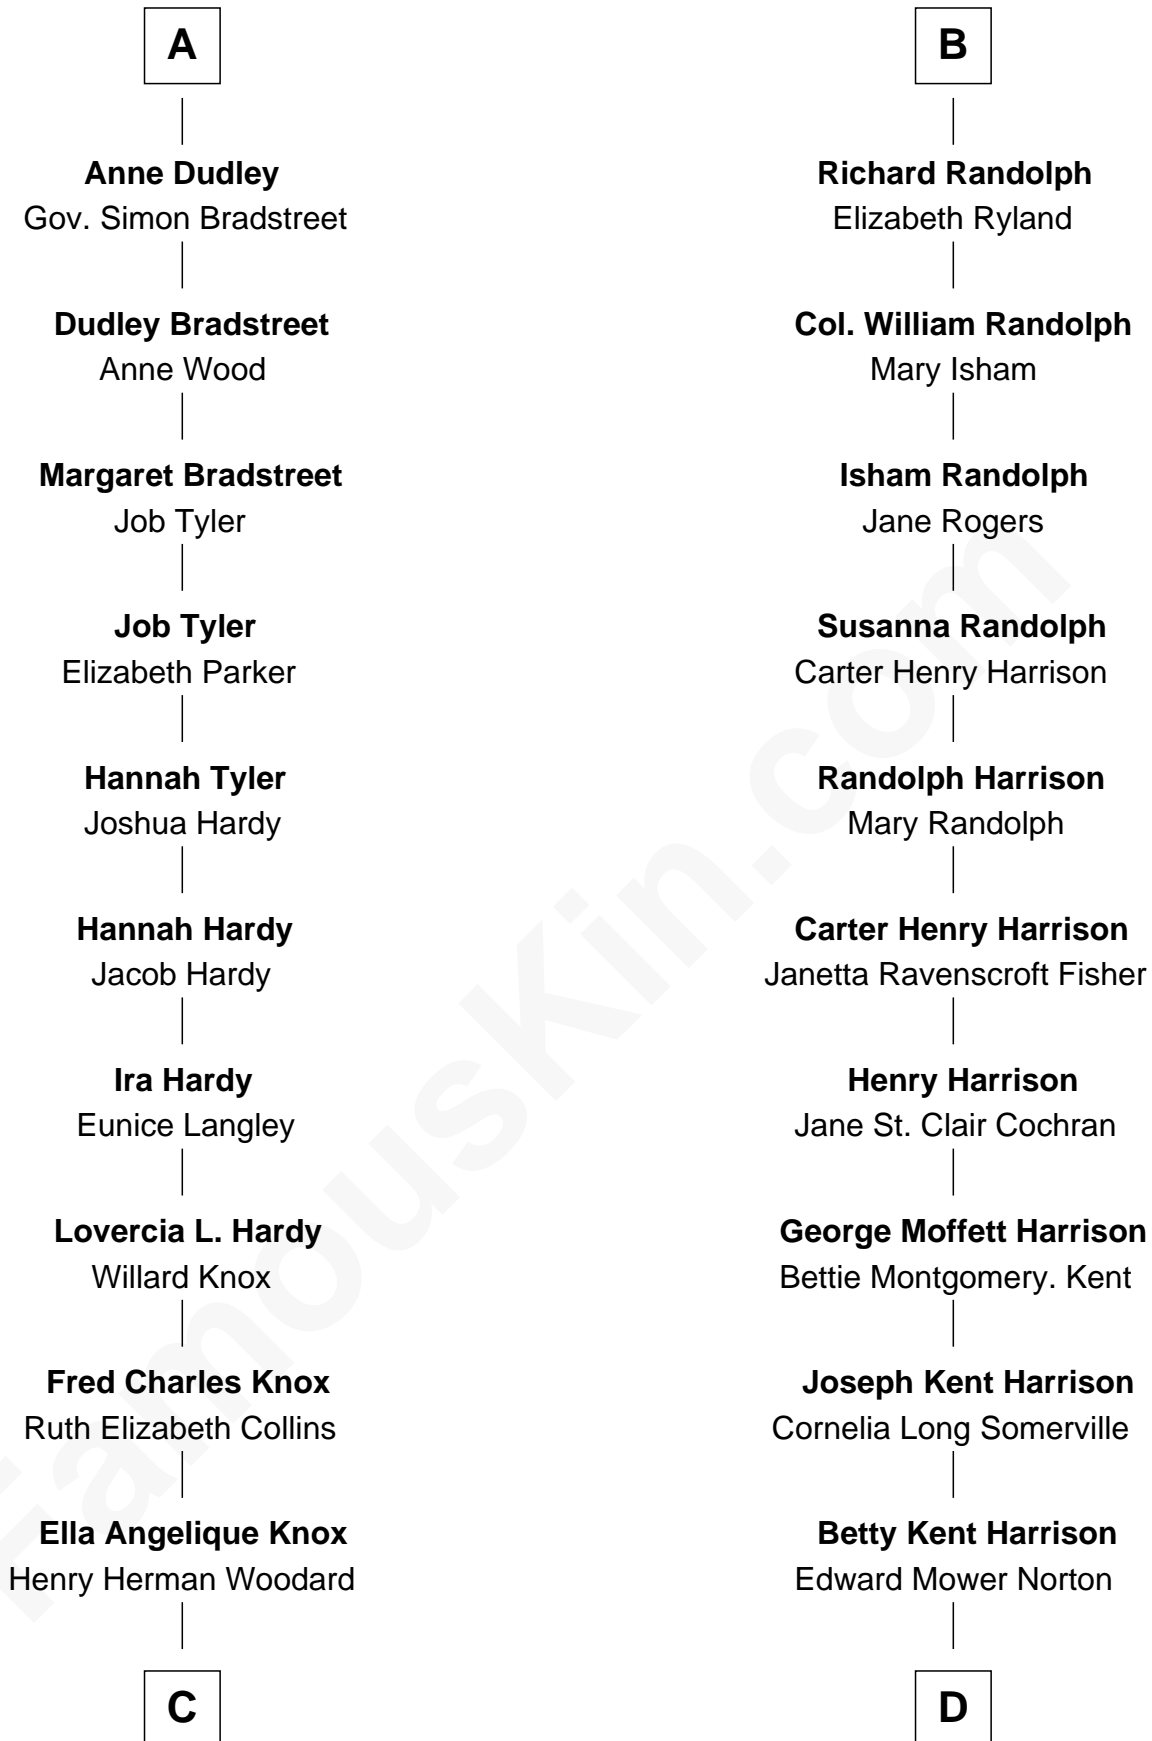 A
Anne Dudley
Gov. Simon Bradstreet
Dudley Bradstreet
Anne Wood
Margaret Bradstreet
Job Tyler
Job Tyler
Elizabeth Parker
Hannah Tyler
Joshua Hardy
Hannah Hardy
Jacob Hardy
Ira Hardy
Eunice Langley
Lovercia L. Hardy
Willard Knox
Fred Charles Knox
Ruth Elizabeth Collins
Ella Angelique Knox
Henry Herman Woodard
C
B
Richard Randolph
Elizabeth Ryland
Col. William Randolph
Mary Isham
Isham Randolph
Jane Rogers
Susanna Randolph
Carter Henry Harrison
Randolph Harrison
Mary Randolph
Carter Henry Harrison
Janetta Ravenscroft Fisher
Henry Harrison
Jane St. Clair Cochran
George Moffett Harrison
Bettie Montgomery. Kent
Joseph Kent Harrison
Cornelia Long Somerville
Betty Kent Harrison
Edward Mower Norton
D
FamousKin.com